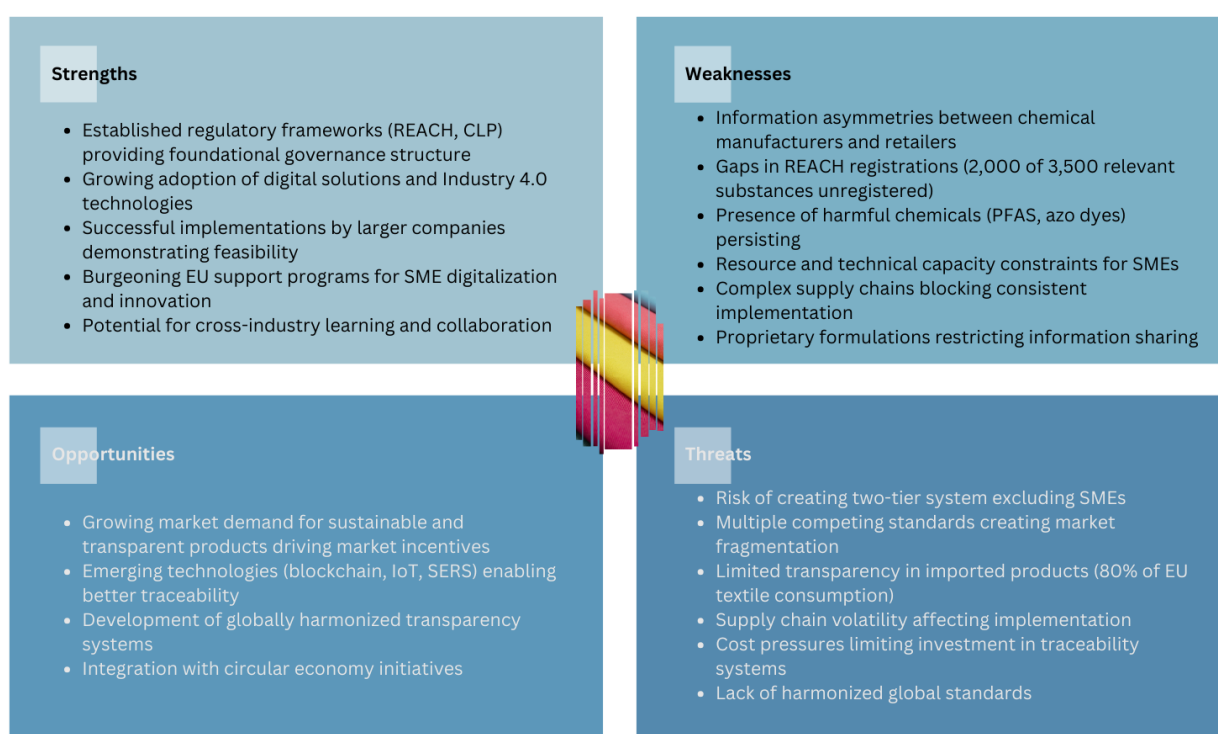 Strengths
• Established regulatory frameworks (REACH, CLP)
providing foundational governance structure
• Growing adoption of digital solutions and Industry 4.0
technologies
• Successful implementations by larger companies
demonstrating feasibility
• Burgeoning EU support programs for SME digitalization
and innovation
• Potential for cross-industry learning and collaboration
Weaknesses
• Information asymmetries between chemical
manufacturers and retailers
• Gaps in REACH registrations (2,000 of 3,500 relevant
substances unregistered)
• Presence of harmful chemicals (PFAS, azo dyes)
persisting
• Resource and technical capacity constraints for SMEs
• Complex supply chains blocking consistent
implementation
• Proprietary formulations restricting information sharing
Opportunities
• Growing market demand for sustainable and
transparent products driving market incentives
• Emerging technologies (blockchain, IoT, SERS) enabling
better traceability
• Development of globally harmonized transparency
systems
• Integration with circular economy initiatives
Threats
• Risk of creating two-tier system excluding SMEs
• Multiple competing standards creating market
fragmentation
• Limited transparency in imported products (80% of EU
textile consumption)
• Supply chain volatility affecting implementation
• Cost pressures limiting investment in traceability
systems
• Lack of harmonized global standards